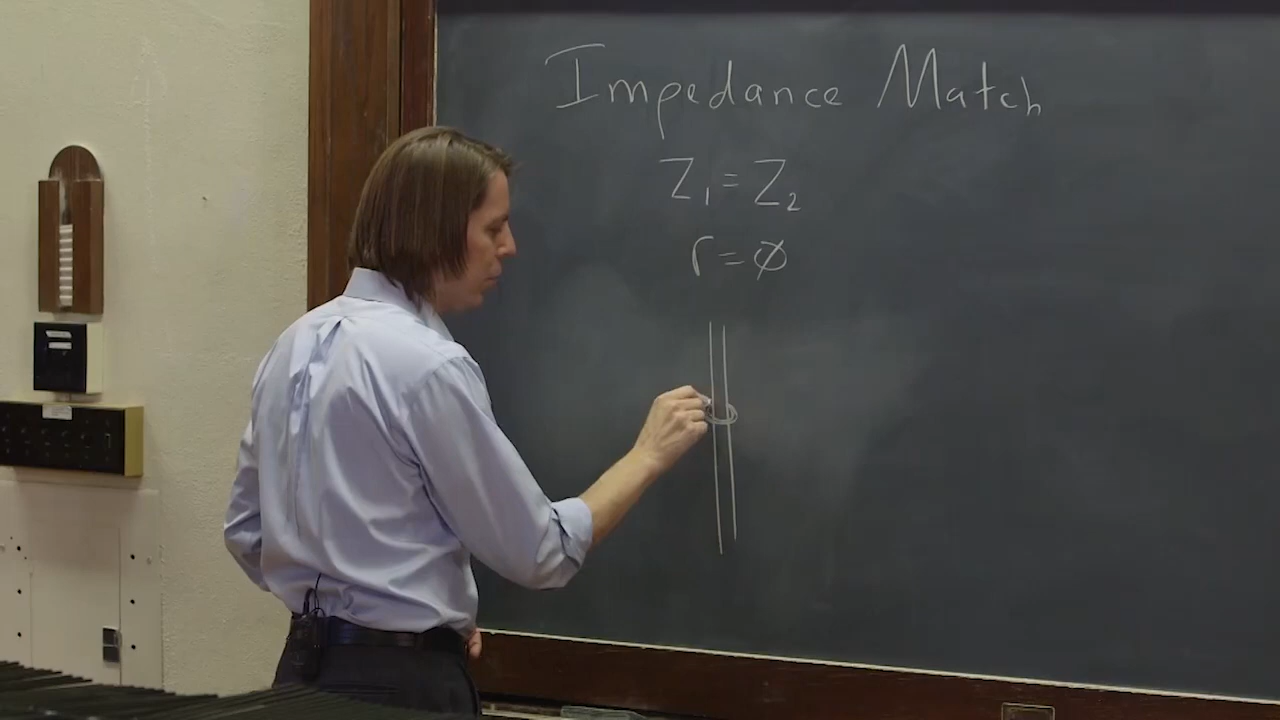 Impedance Match
Z₁ = Z₂
r = ∅